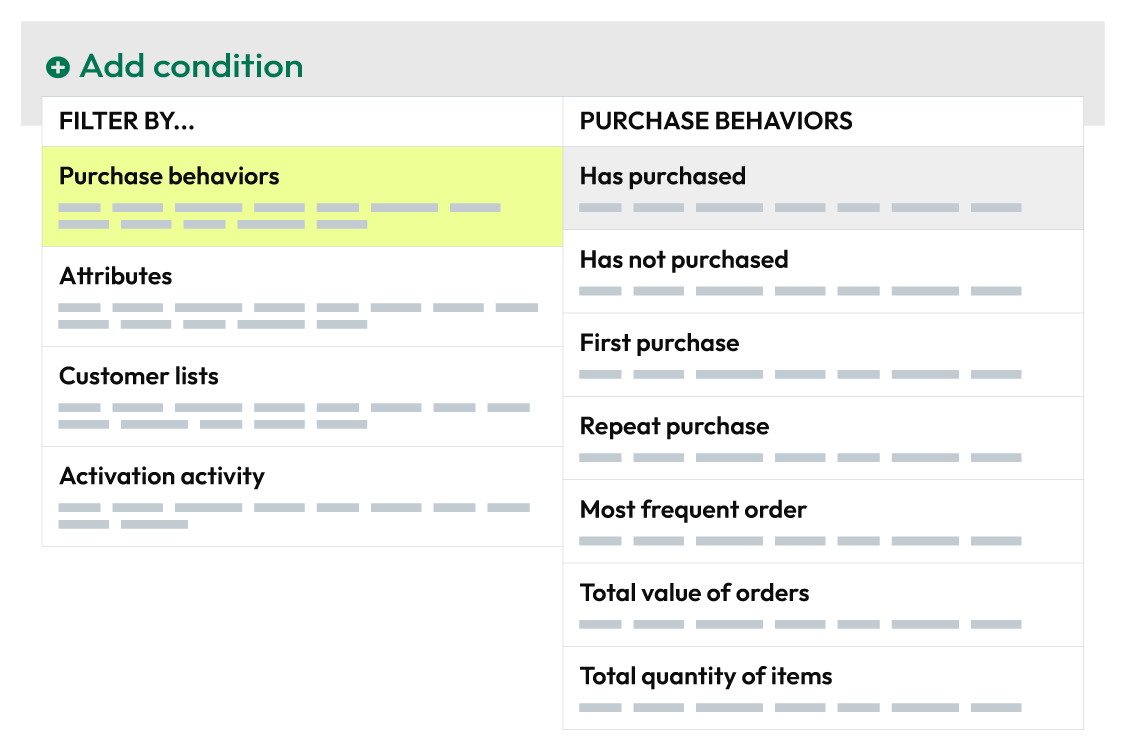 Add condition
FILTER BY...
Purchase behaviors
Attributes
Customer lists
Activation activity
PURCHASE BEHAVIORS
Has purchased
Has not purchased
First purchase
Repeat purchase
Most frequent order
Total value of orders
Total quantity of items